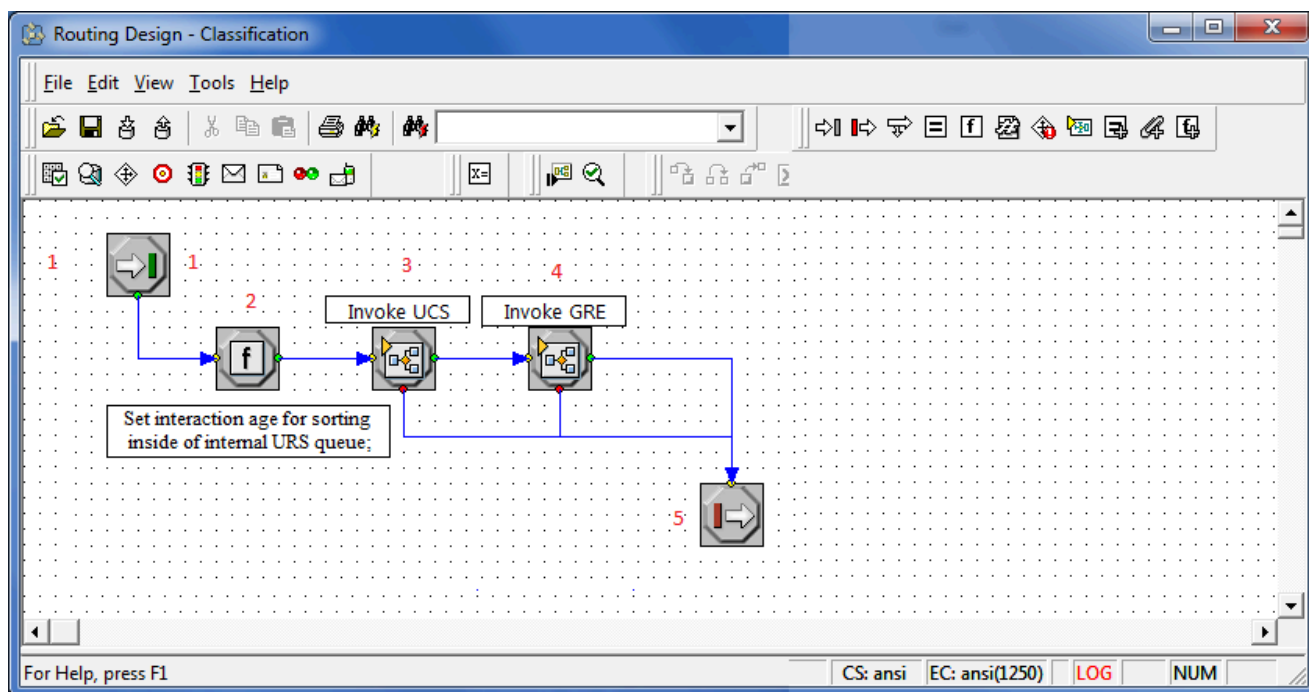 Routing Design - Classification
File Edit View Tools Help
1 1
2
3
4
Invoke UCS
Invoke GRE
f
Set interaction age for sorting
inside of internal URS queue;
5
For Help, press F1
CS: ansi EC: ansi(1250) LOG NUM